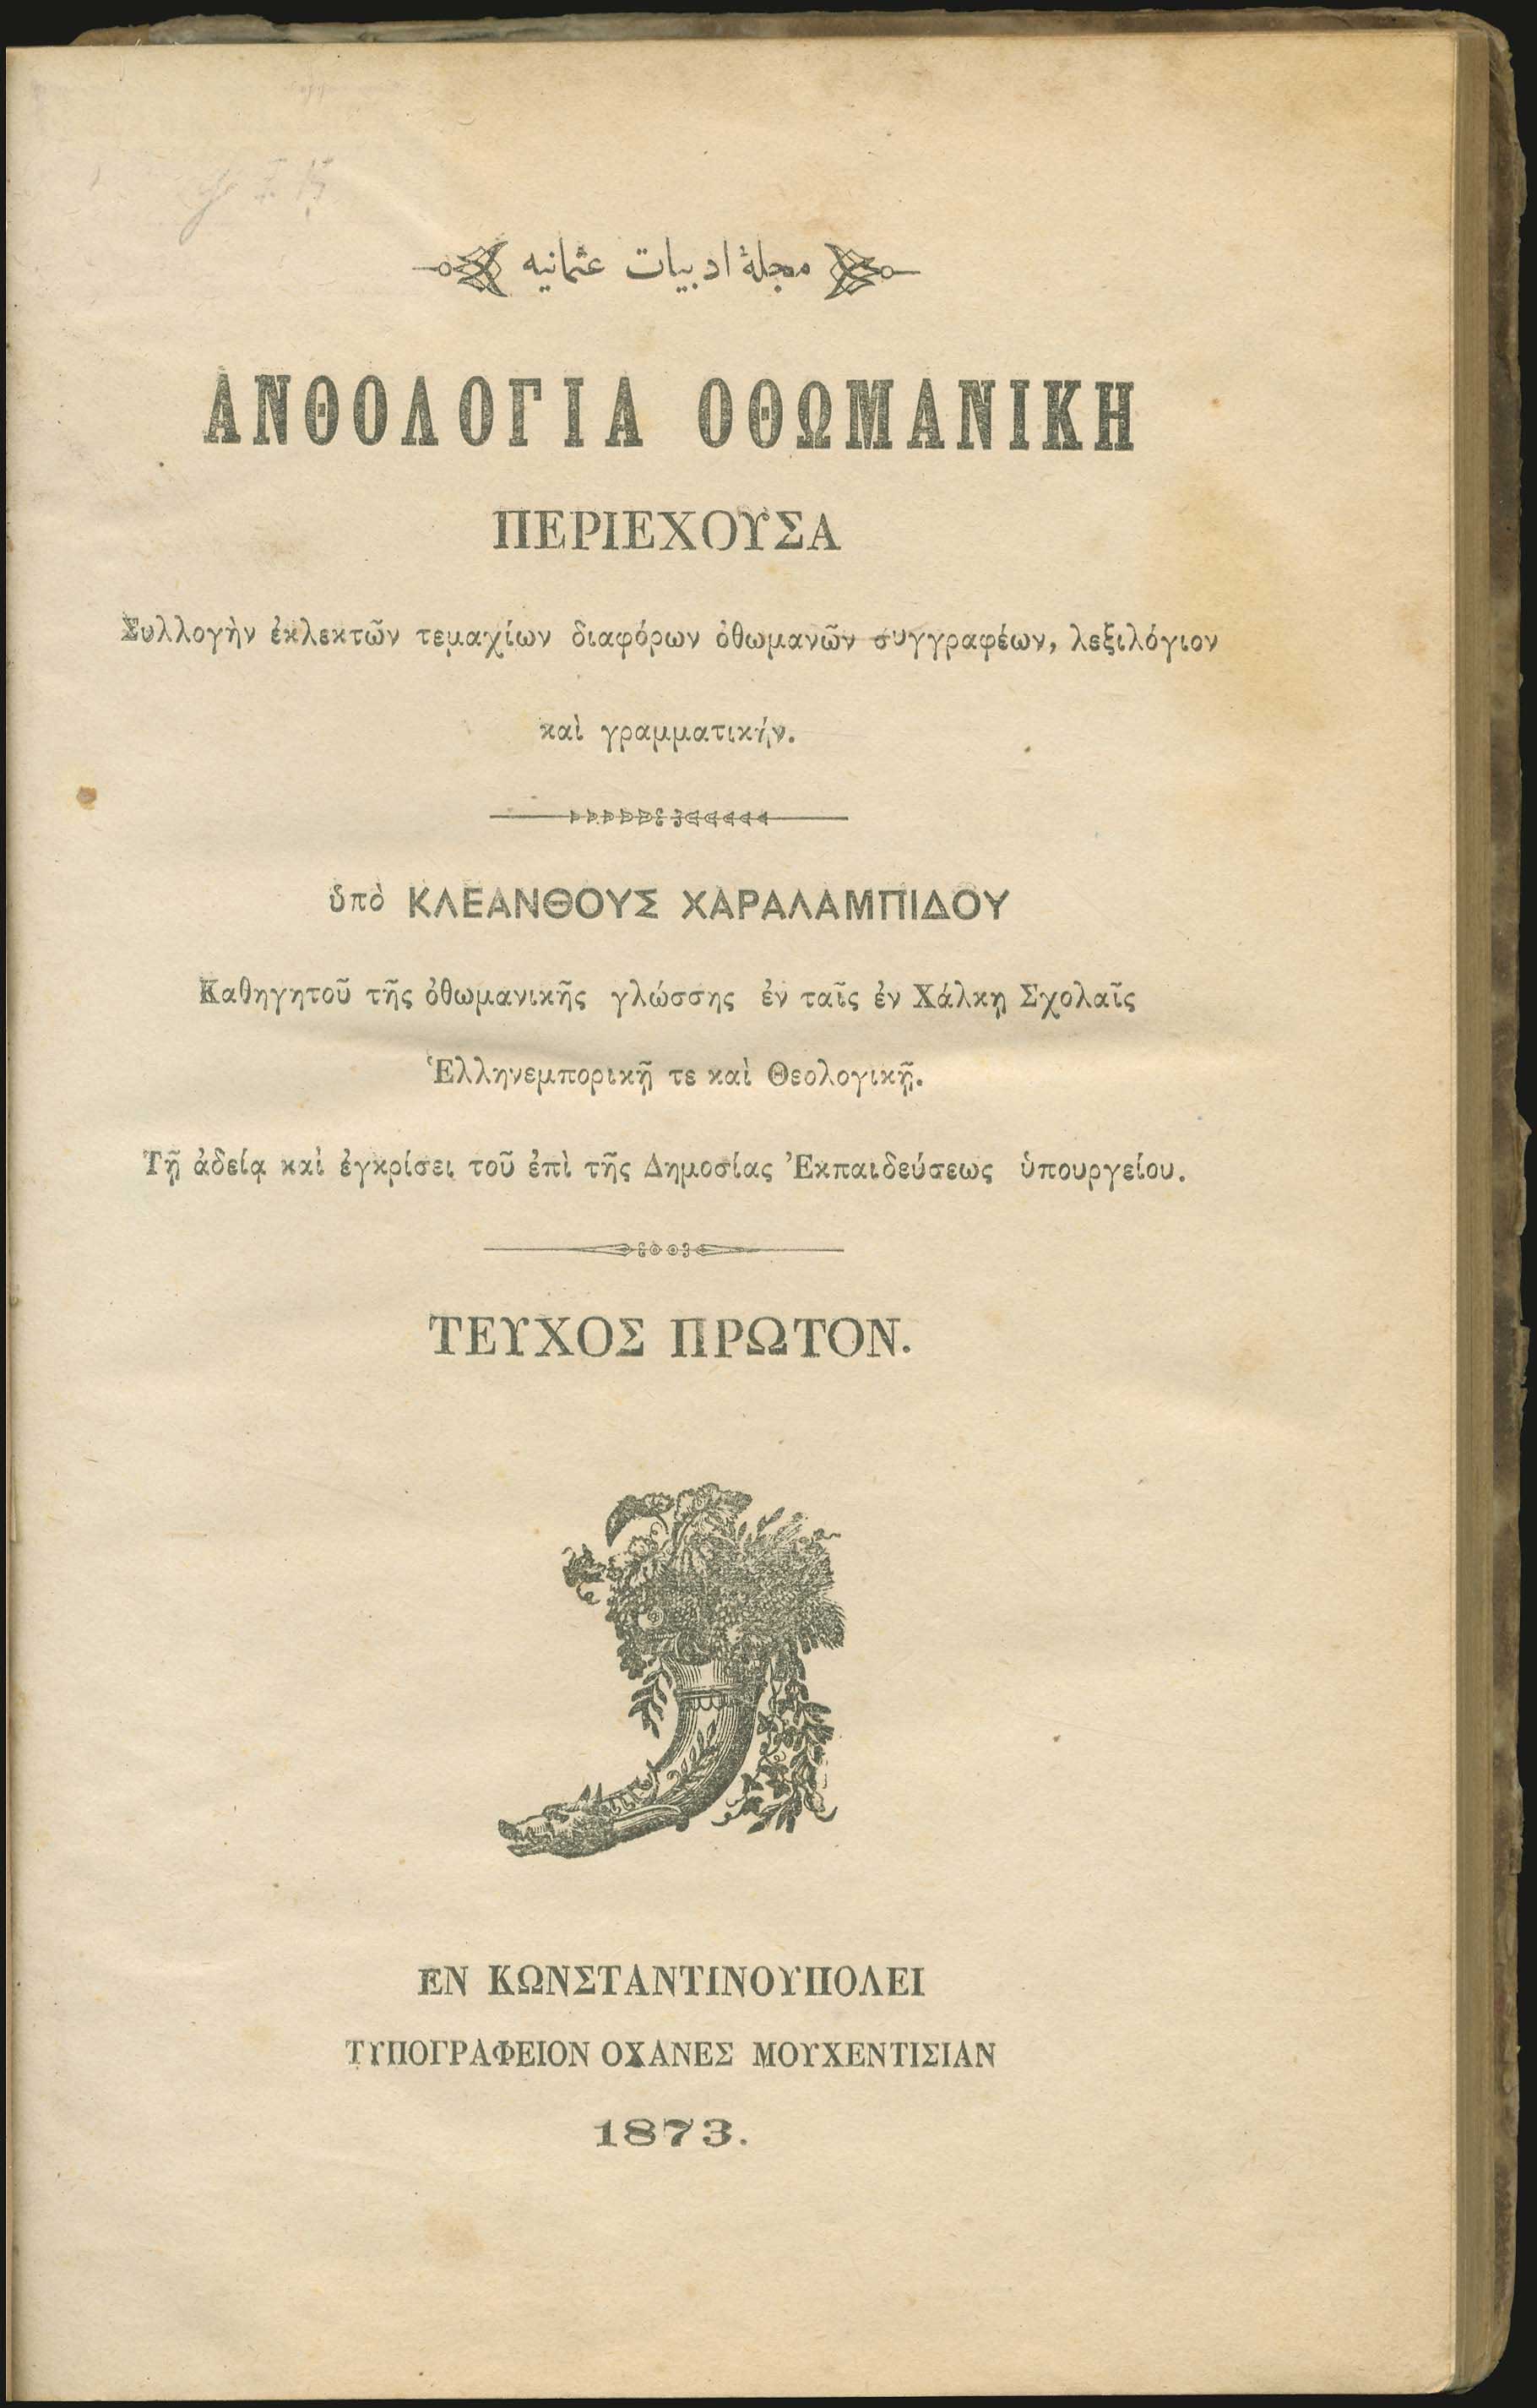 مجلهٔ ادبیات عثمانیه
ΑΝΘΟΛΟΓΙΑ ΟΘΩΜΑΝΙΚΗ
ΠΕΡΙΕΧΟΥΣΑ
Συλλογὴν ἐκλεκτῶν τεμαχίων διαφόρων ὀθωμανῶν συγγραφέων, λεξιλόγιον
καὶ γραμματικήν.
ὑπὸ ΚΛΕΑΝΘΟΥΣ ΧΑΡΑΛΑΜΠΙΔΟΥ
Καθηγητοῦ τῆς ὀθωμανικῆς γλώσσης ἐν ταῖς ἐν Χάλκῃ Σχολαῖς
Ἑλληνεμπορικῇ τε καὶ Θεολογικῇ.
Τῇ ἀδείᾳ καὶ ἐγκρίσει τοῦ ἐπὶ τῆς Δημοσίας Ἐκπαιδεύσεως ὑπουργείου.
ΤΕΥΧΟΣ ΠΡΩΤΟΝ.
ΕΝ ΚΩΝΣΤΑΝΤΙΝΟΥΠΟΛΕΙ
ΤΥΠΟΓΡΑΦΕΙΟΝ ΟΧΑΝΕΣ ΜΟΥΧΕΝΤΙΣΙΑΝ
1873.